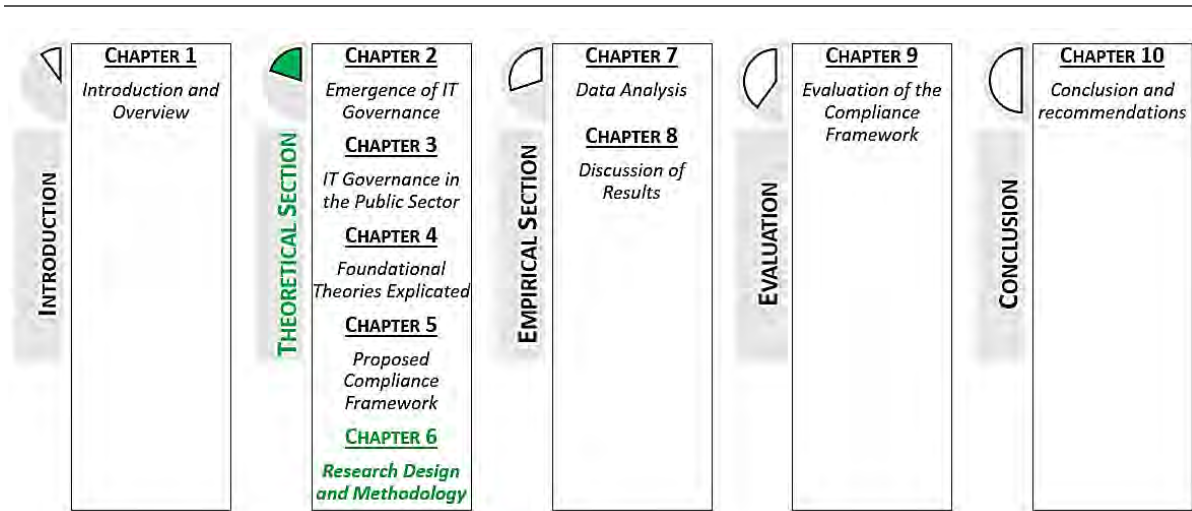 INTRODUCTION
CHAPTER 1
Introduction and
Overview
THEORETICAL SECTION
CHAPTER 2
Emergence of IT
Governance
CHAPTER 3
IT Governance in
the Public Sector
CHAPTER 4
Foundational
Theories Explicated
CHAPTER 5
Proposed
Compliance
Framework
CHAPTER 6
Research Design
and Methodology
EMPIRICAL SECTION
CHAPTER 7
Data Analysis
CHAPTER 8
Discussion of
Results
EVALUATION
CHAPTER 9
Evaluation of the
Compliance
Framework
CONCLUSION
CHAPTER 10
Conclusion and
recommendations